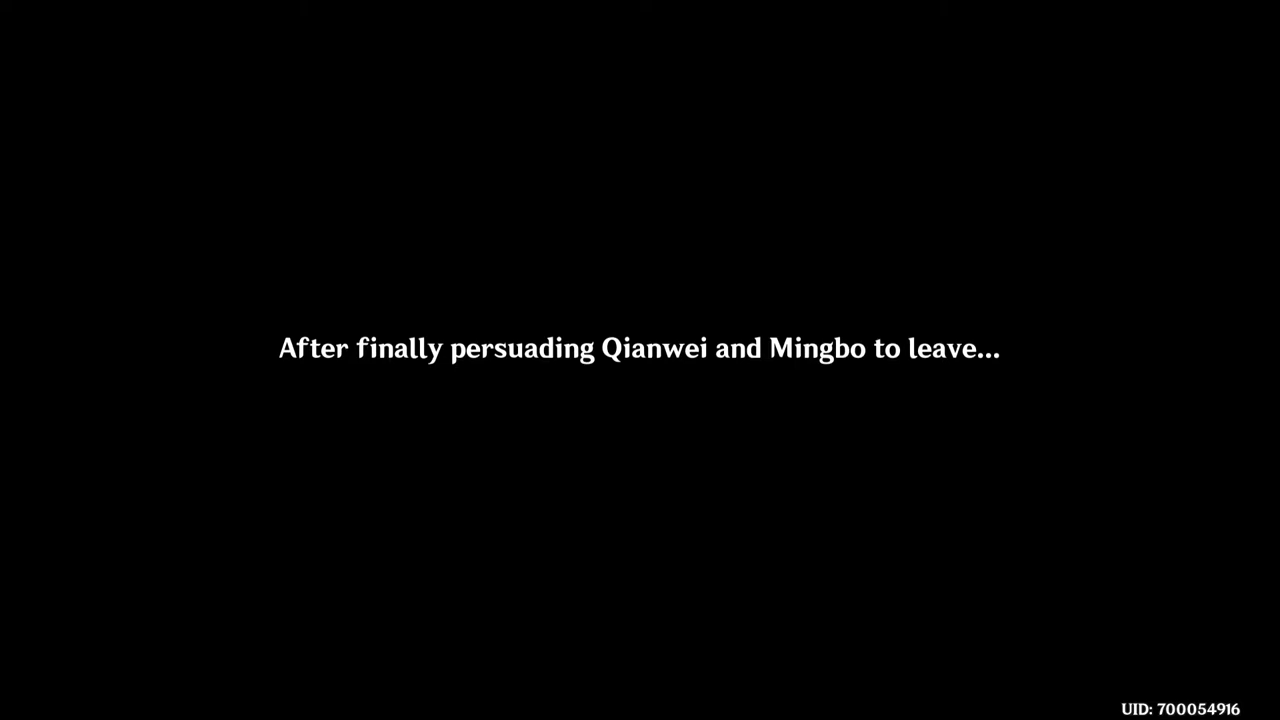 After finally persuading Qianwei and Mingbo to leave...
UID: 700054916